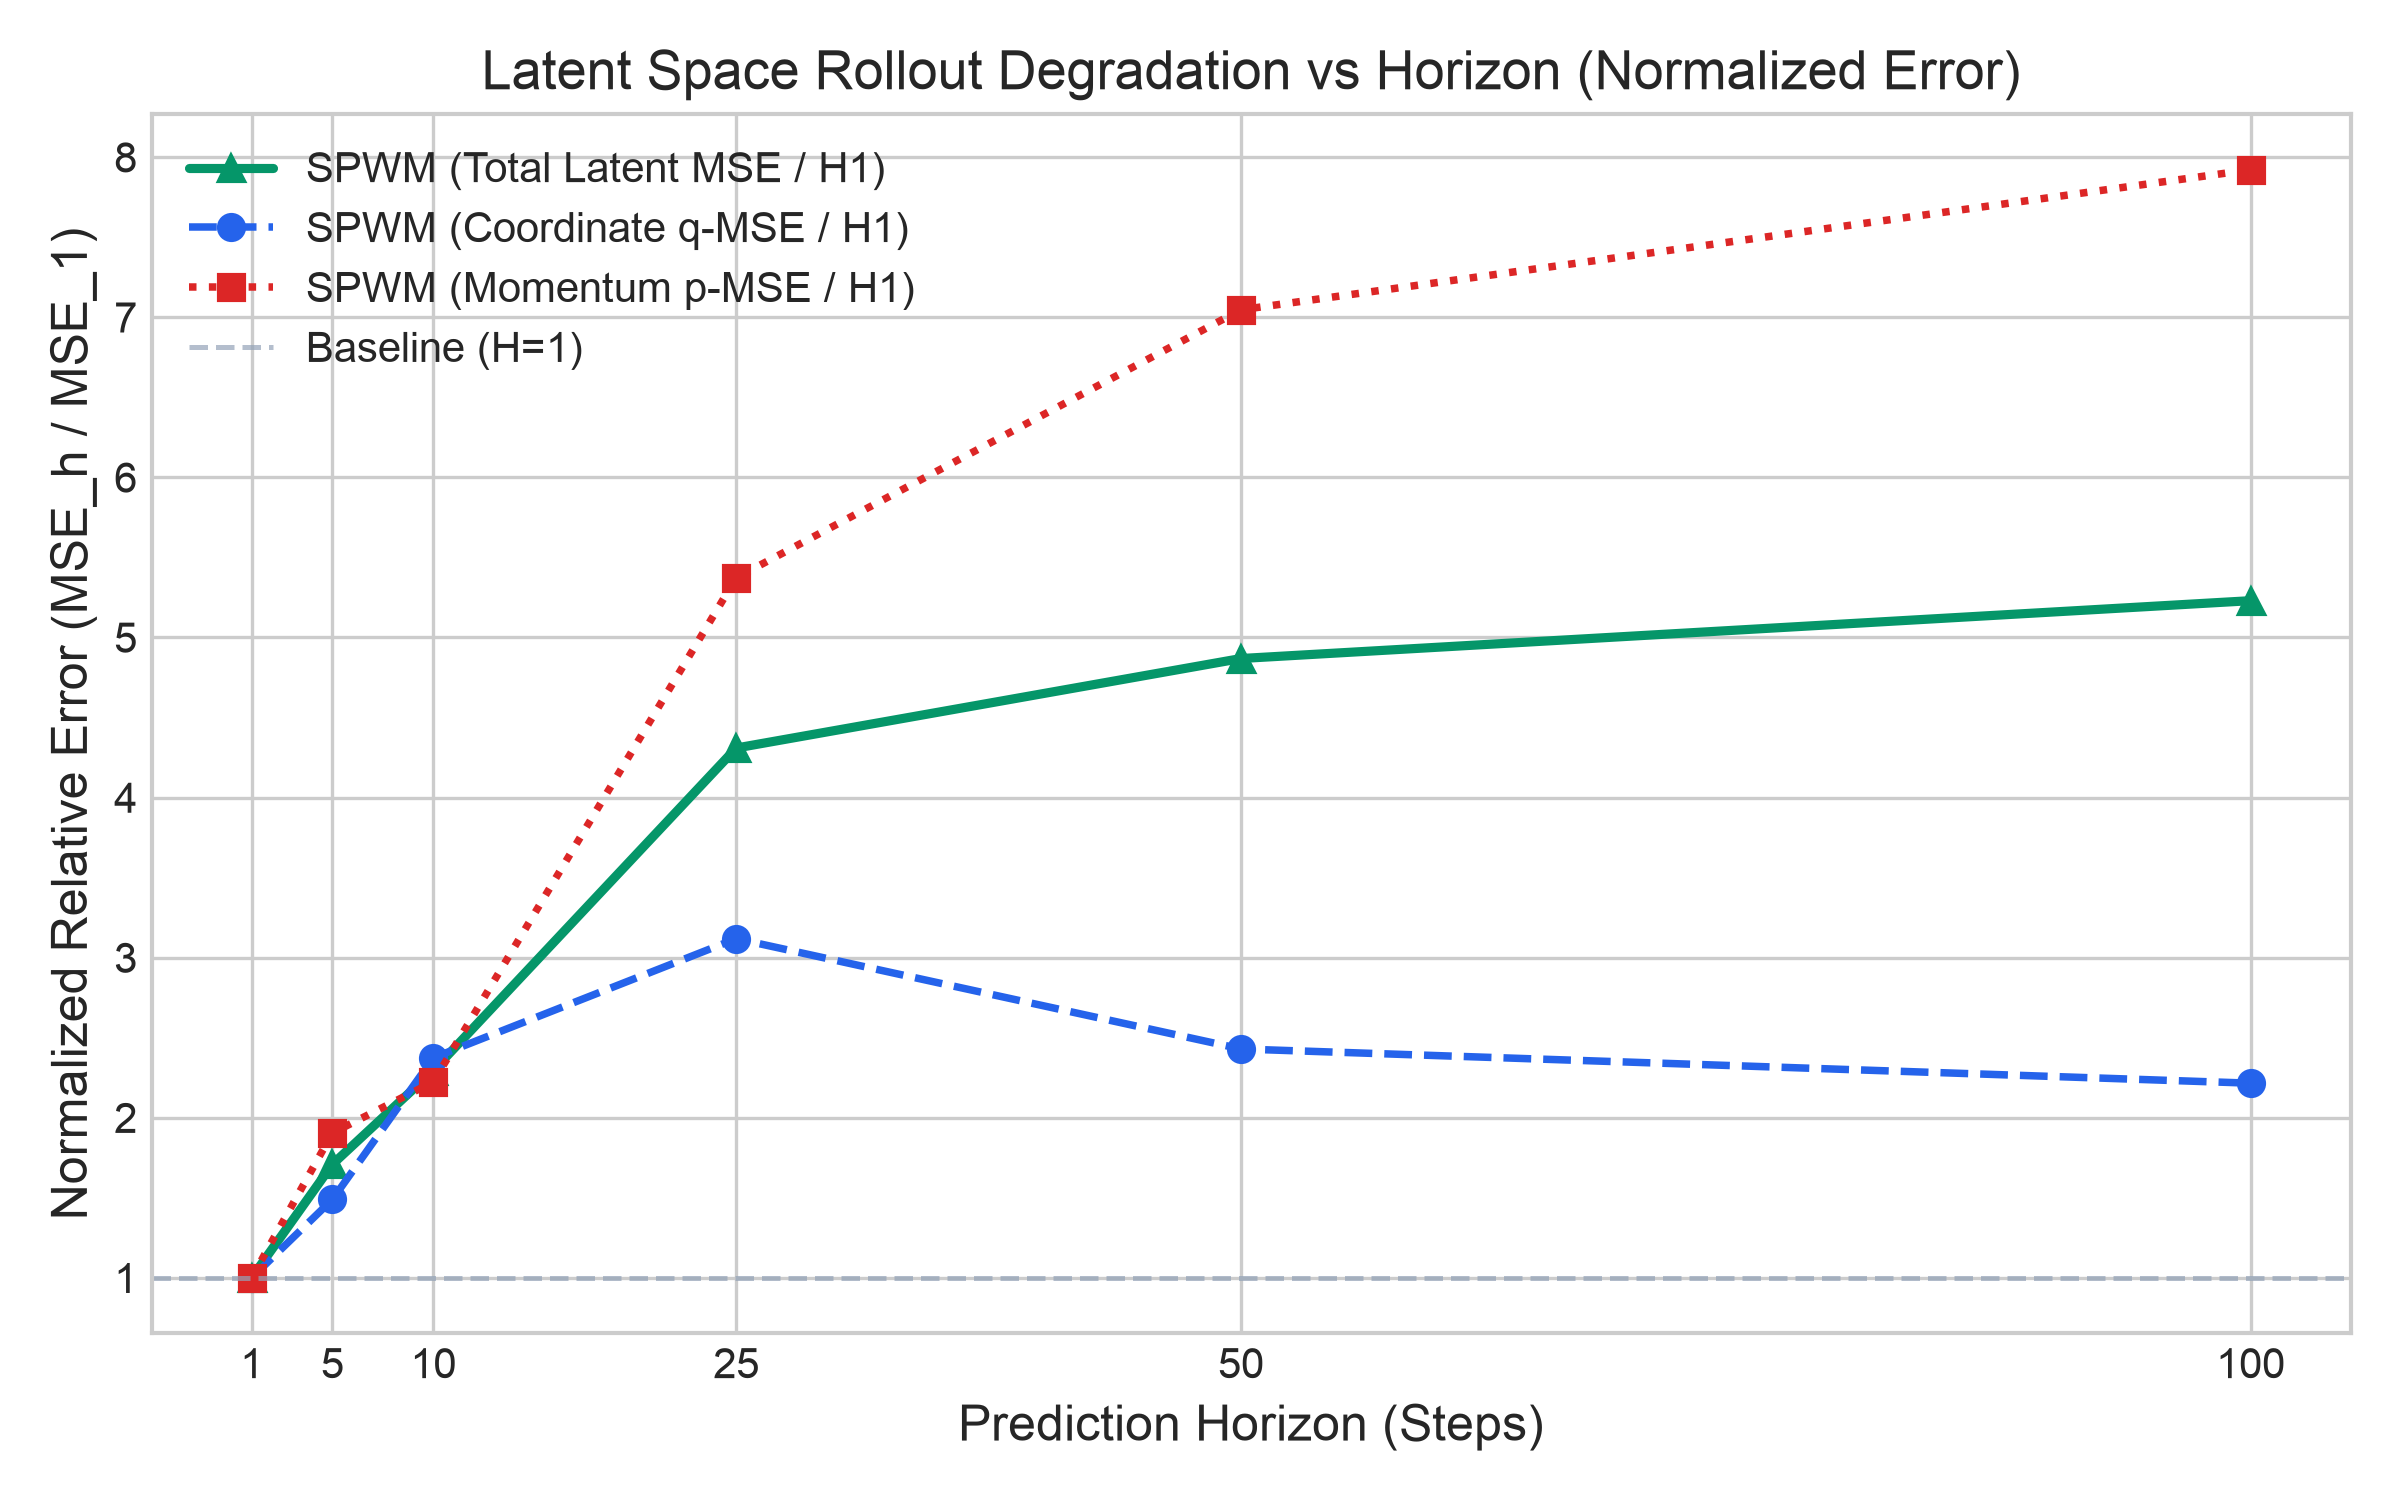 Latent Space Rollout Degradation vs Horizon (Normalized Error)
SPWM (Total Latent MSE / H1)
SPWM (Coordinate q-MSE / H1)
SPWM (Momentum p-MSE / H1)
Baseline (H=1)
Normalized Relative Error (MSE_h / MSE_1)
8
7
6
5
4
3
2
1
1 5 10 25 50 100
Prediction Horizon (Steps)